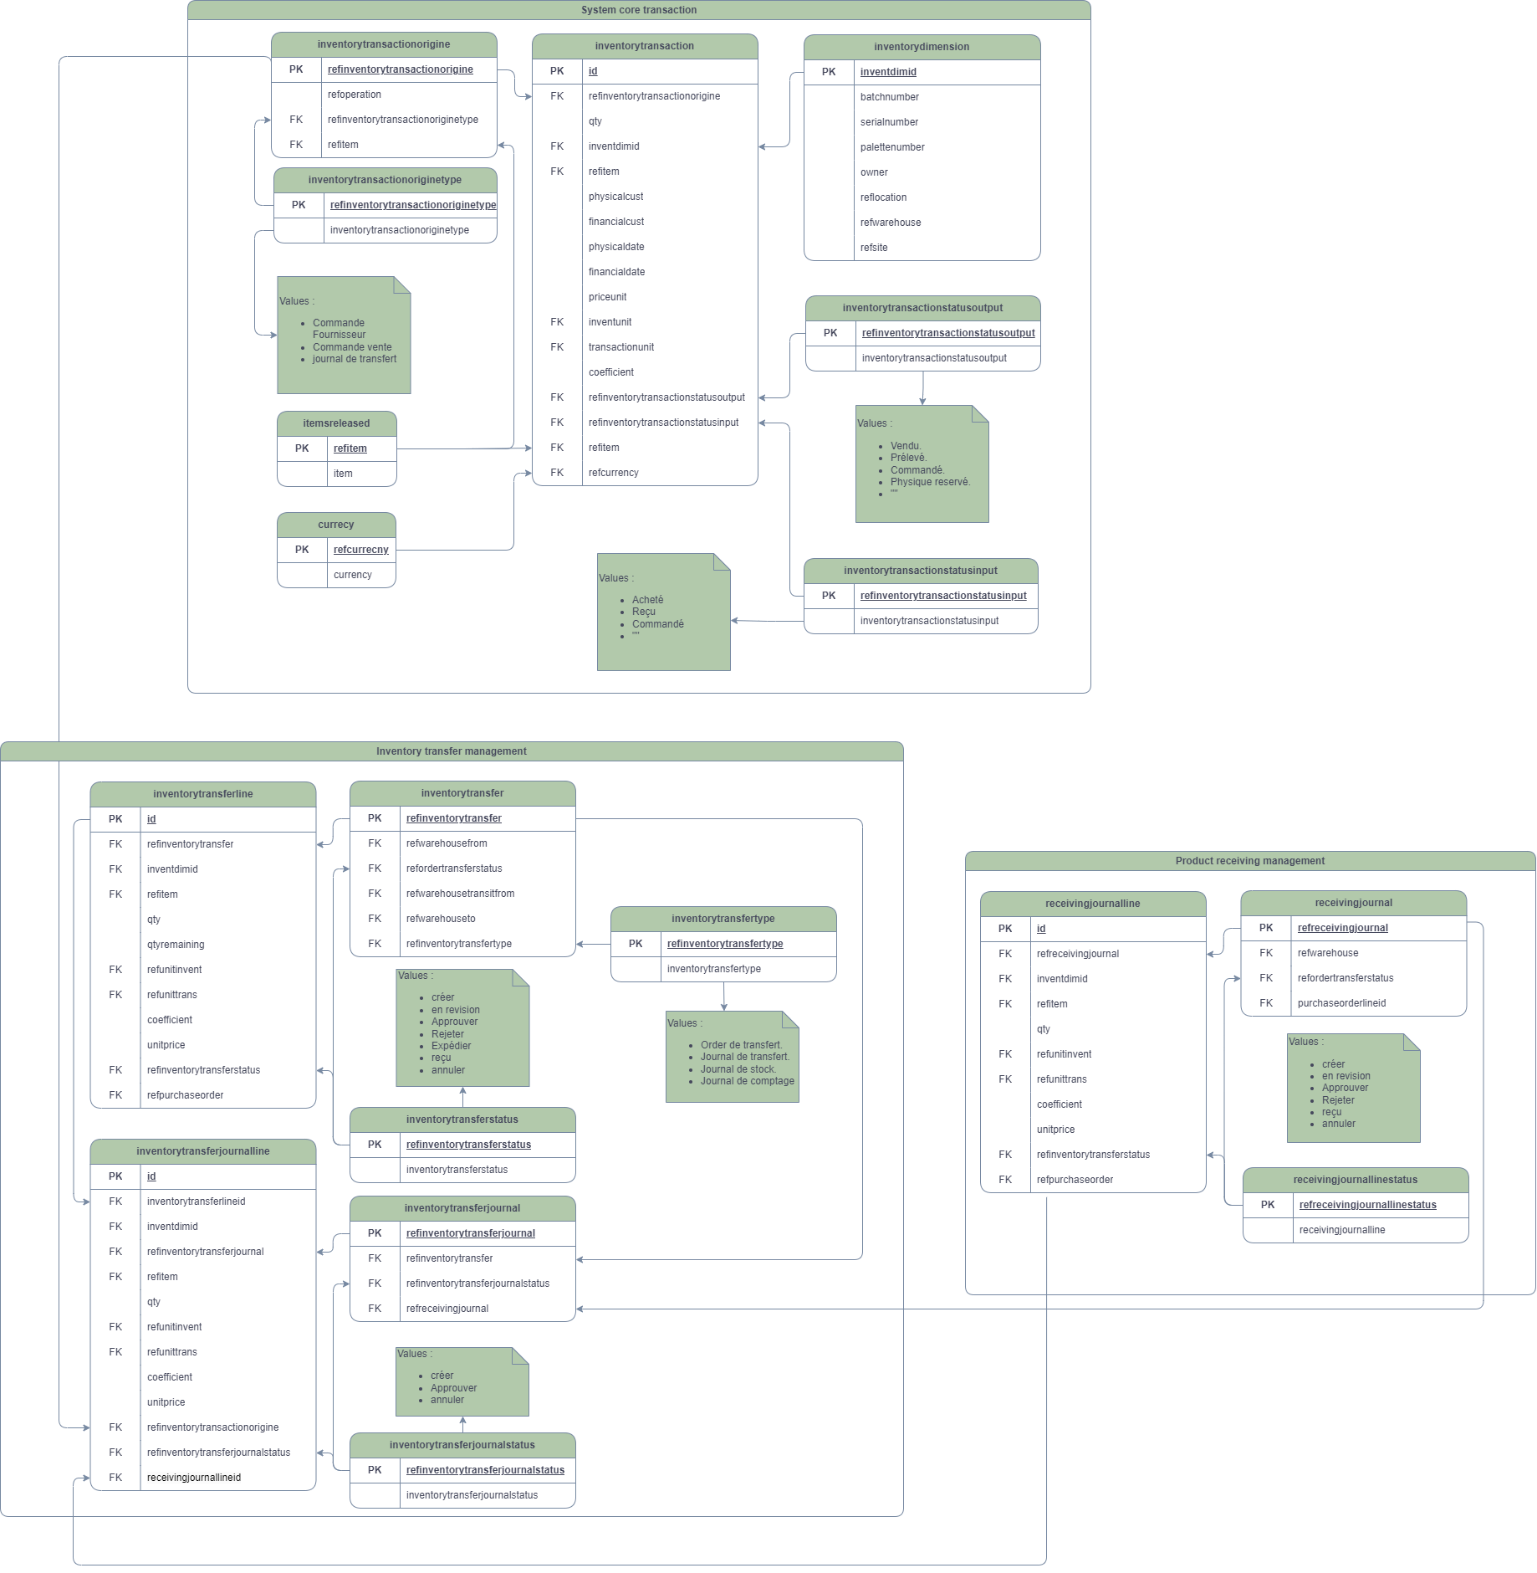 System core transaction
inventorytransactionorigine
PK refinventorytransactionorigine
refoperation
FK refinventorytransactionoriginetype
FK refitem
inventorytransactionoriginetype
PK refinventorytransactionoriginetype
inventorytransactionoriginetype
Values :
Commande
Fournisseur
Commande vente
journal de transfert
itemsreleased
PK refitem
item
currecy
PK refcurrecny
currency
inventorytransaction
PK id
FK refinventorytransactionorigine
qty
FK inventdimid
FK refitem
physicalcust
financialcust
physicaldate
financialdate
priceunit
FK inventunit
FK transactionunit
coefficient
FK refinventorytransactionstatusoutput
FK refinventorytransactionstatusinput
FK refitem
FK refcurrency
inventorydimension
PK inventdimid
batchnumber
serialnumber
palettenumber
owner
reflocation
refwarehouse
refsite
inventorytransactionstatusoutput
PK refinventorytransactionstatusoutput
inventorytransactionstatusoutput
Values :
Vendu.
Prélevé.
Commandé.
Physique reservé.
""
Values :
Acheté
Reçu
Commandé
""
inventorytransactionstatusinput
PK refinventorytransactionstatusinput
inventorytransactionstatusinput
Inventory transfer management
inventorytransferline
PK id
FK refinventorytransfer
FK inventdimid
FK refitem
qty
qtyremaining
FK refunitinvent
FK refunittrans
coefficient
unitprice
FK refinventorytransferstatus
FK refpurchaseorder
inventorytransferjournalline
PK id
FK inventorytransferlineid
FK inventdimid
FK refinventorytransferjournal
FK refitem
qty
FK refunitinvent
FK refunittrans
coefficient
unitprice
FK refinventorytransactionorigine
FK refinventorytransferjournalstatus
FK receivingjournallineid
inventorytransfer
PK refinventorytransfer
FK refwarehousefrom
FK refordertransferstatus
FK refwarehousetransitfrom
FK refwarehouseto
FK refinventorytransfertype
Values :
créer
en revision
Approuver
Rejeter
Expédier
reçu
annuler
inventorytransferstatus
PK refinventorytransferstatus
inventorytransferstatus
inventorytransferjournal
PK refinventorytransferjournal
FK refinventorytransfer
FK refinventorytransferjournalstatus
FK refreceivingjournal
Values :
créer
Approuver
annuler
inventorytransferjournalstatus
PK refinventorytransferjournalstatus
inventorytransferjournalstatus
inventorytransfertype
PK refinventorytransfertype
inventorytransfertype
Values :
Order de transfert.
Journal de transfert.
Journal de stock.
Journal de comptage
Product receiving management
receivingjournalline
PK id
FK refreceivingjournal
FK inventdimid
FK refitem
qty
FK refunitinvent
FK refunittrans
coefficient
unitprice
FK refinventorytransferstatus
FK refpurchaseorder
receivingjournal
PK refreceivingjournal
FK refwarehouse
FK refordertransferstatus
FK purchaseorderlineid
Values :
créer
en revision
Approuver
Rejeter
reçu
annuler
receivingjournallinestatus
PK refreceivingjournallinestatus
receivingjournalline